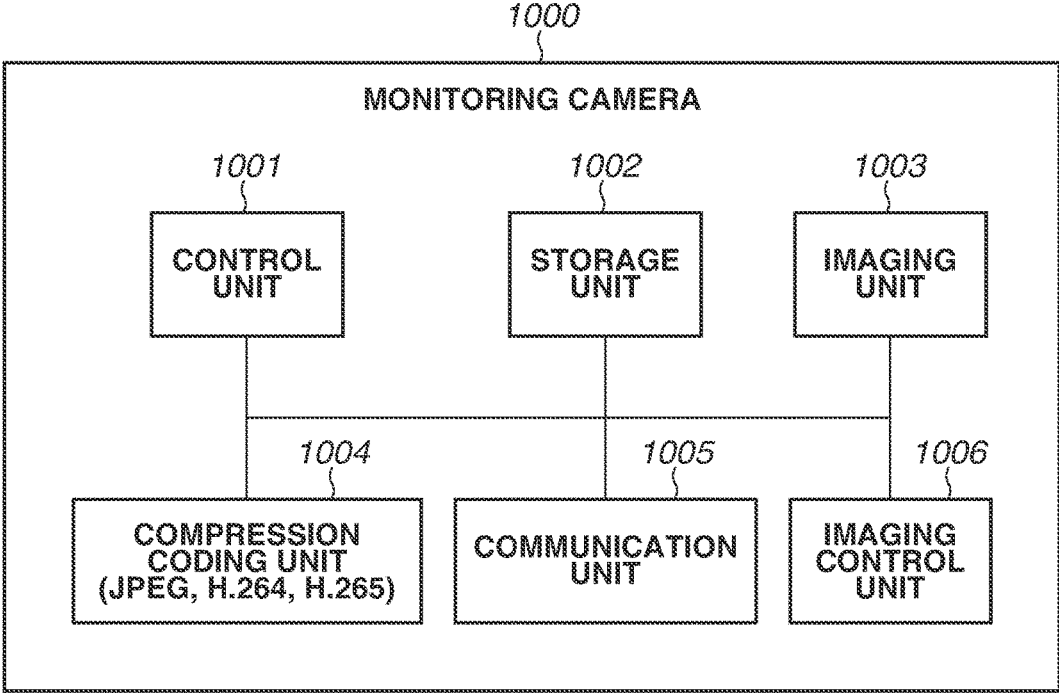 1000
MONITORING CAMERA
1001
1002
1003
CONTROL
UNIT
STORAGE
UNIT
IMAGING
UNIT
1004
1005
1006
COMPRESSION
CODING UNIT
(JPEG, H.264, H.265)
COMMUNICATION
UNIT
IMAGING
CONTROL
UNIT